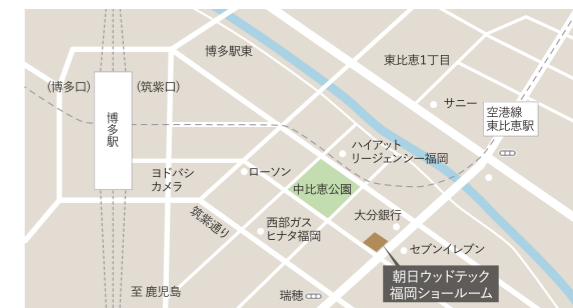 博多駅東
東比恵1丁目
(博多口)
(筑紫口)
サニー
空港線
東比恵駅
博多駅
ハイアット
リージェンシー福岡
ヨドバシ
カメラ
ローソン
中比恵公園
筑紫通り
西部ガス
ヒナタ福岡
大分銀行
セブンイレブン
朝日ウッドテック
福岡ショールーム
至 鹿児島
瑞穂